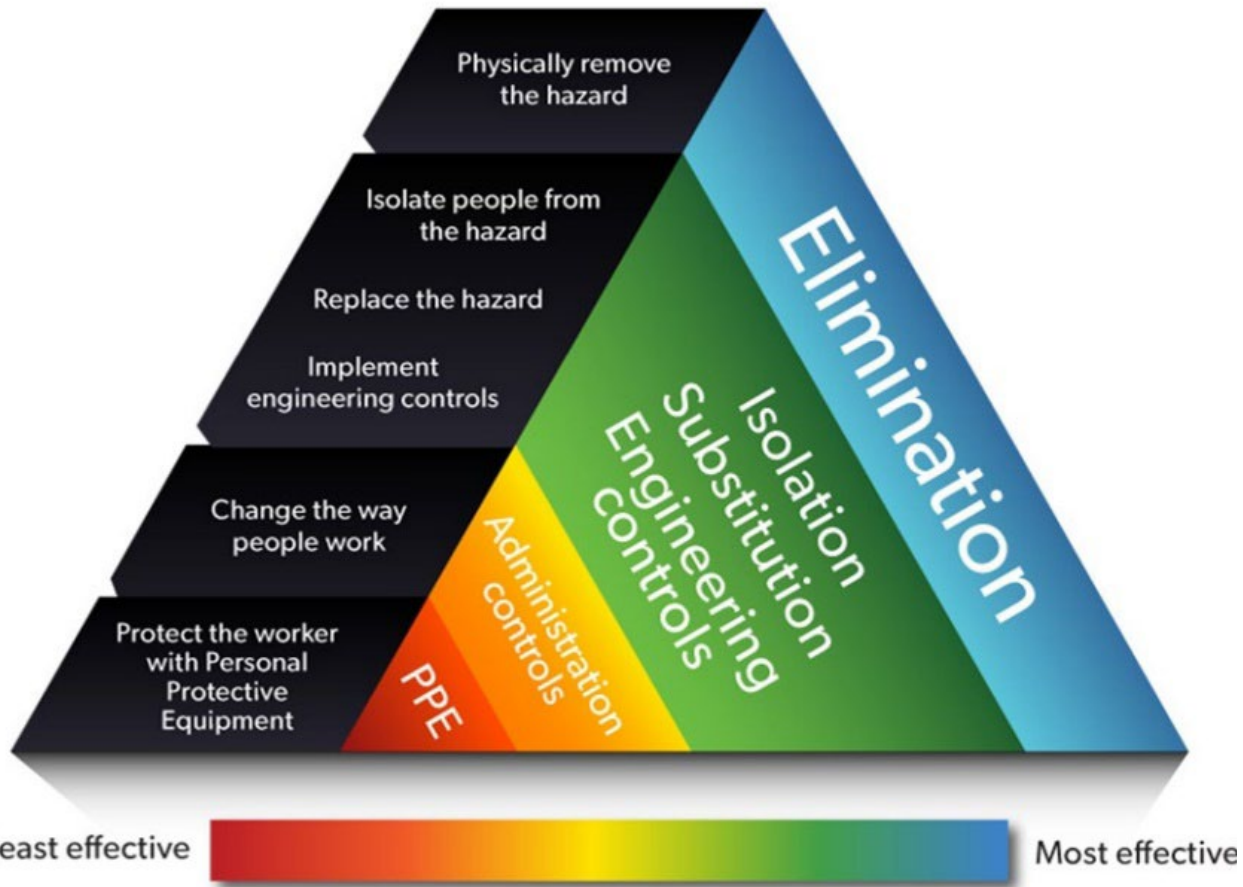 Physically remove
the hazard
Isolate people from
the hazard
Replace the hazard
Implement
engineering controls
Change the way
people work
Protect the worker
with Personal
Protective
Equipment
Elimination
Isolation
Substitution
Engineering
controls
Administration
controls
PPE
east effective
Most effective